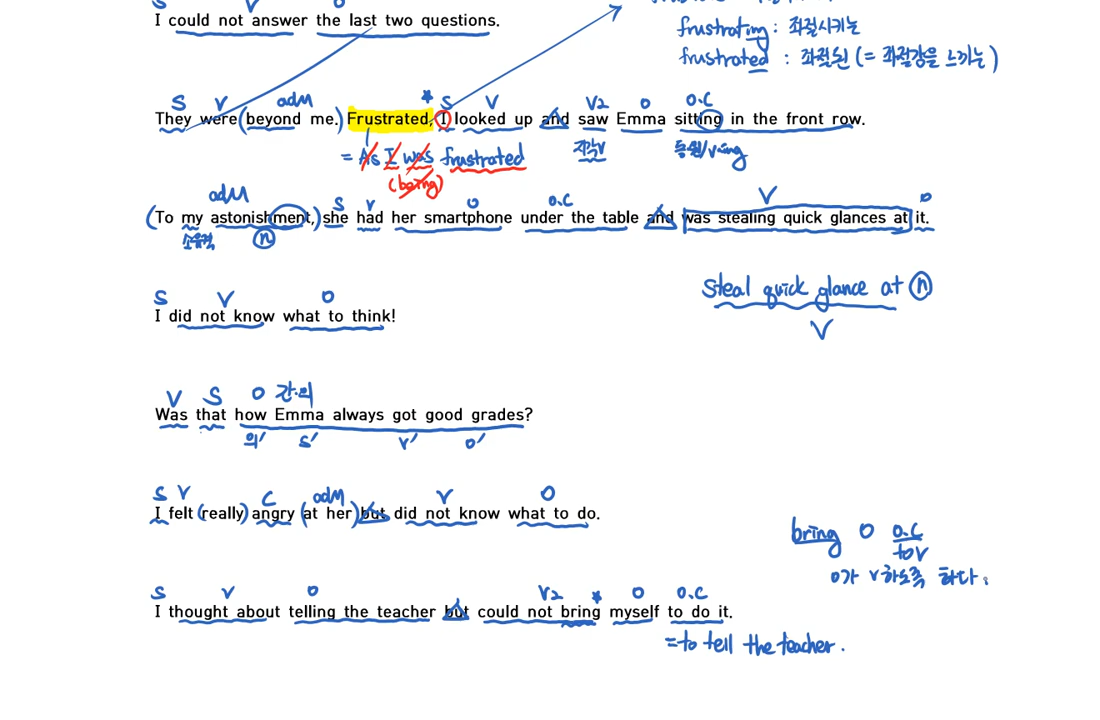 S V O
I could not answer the last two questions.
frustrating : 좌절시키는
frustrated : 좌절된 (= 좌절감을 느끼는)
S V adM * S V V2 O O.C
They were (beyond me.) Frustrated, I looked up and saw Emma sitting in the front row.
= As I was frustrated 지각V 동원/Ving
(being)
adM S V O O.C V O
(To my astonishment,) she had her smartphone under the table and was stealing quick glances at it.
소유격 n
Steal quick glance at n
V
S V O
I did not know what to think!
V S O 간.의
Was that how Emma always got good grades?
의' S' V' O'
S V C adM V O
I felt (really) angry (at her) but did not know what to do.
bring O O.C
to V
O가 V하도록 하다.
S V O V2 * O O.C
I thought about telling the teacher but could not bring myself to do it.
= to tell the teacher.